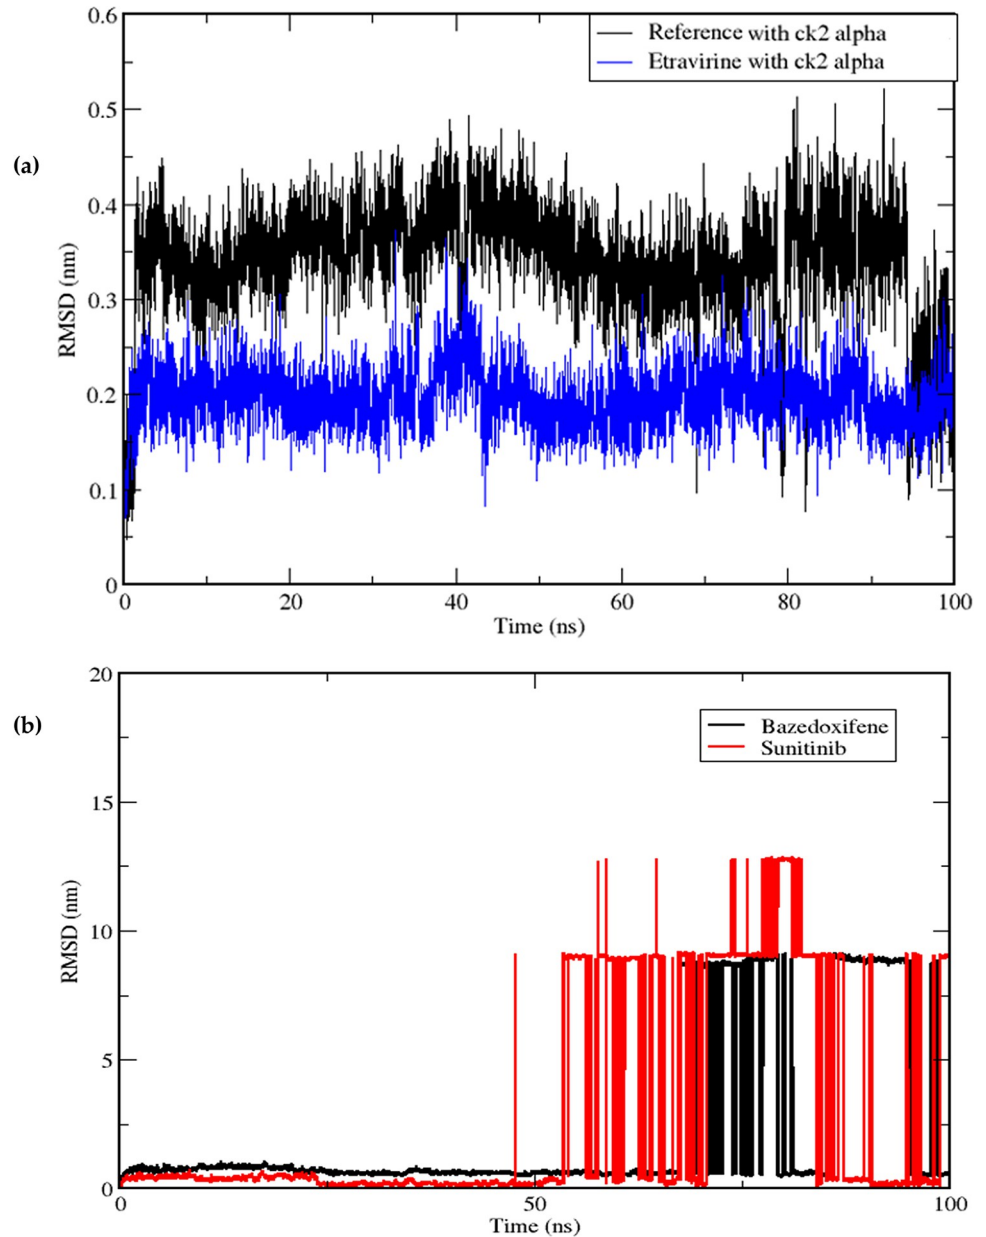 (a)
RMSD (nm)
0.6
0.5
0.4
0.3
0.2
0.1
0
Reference with ck2 alpha
Etravirine with ck2 alpha
0 20 40 60 80 100
Time (ns)
(b)
RMSD (nm)
20
15
10
5
0
Bazedoxifene
Sunitinib
0 50 100
Time (ns)